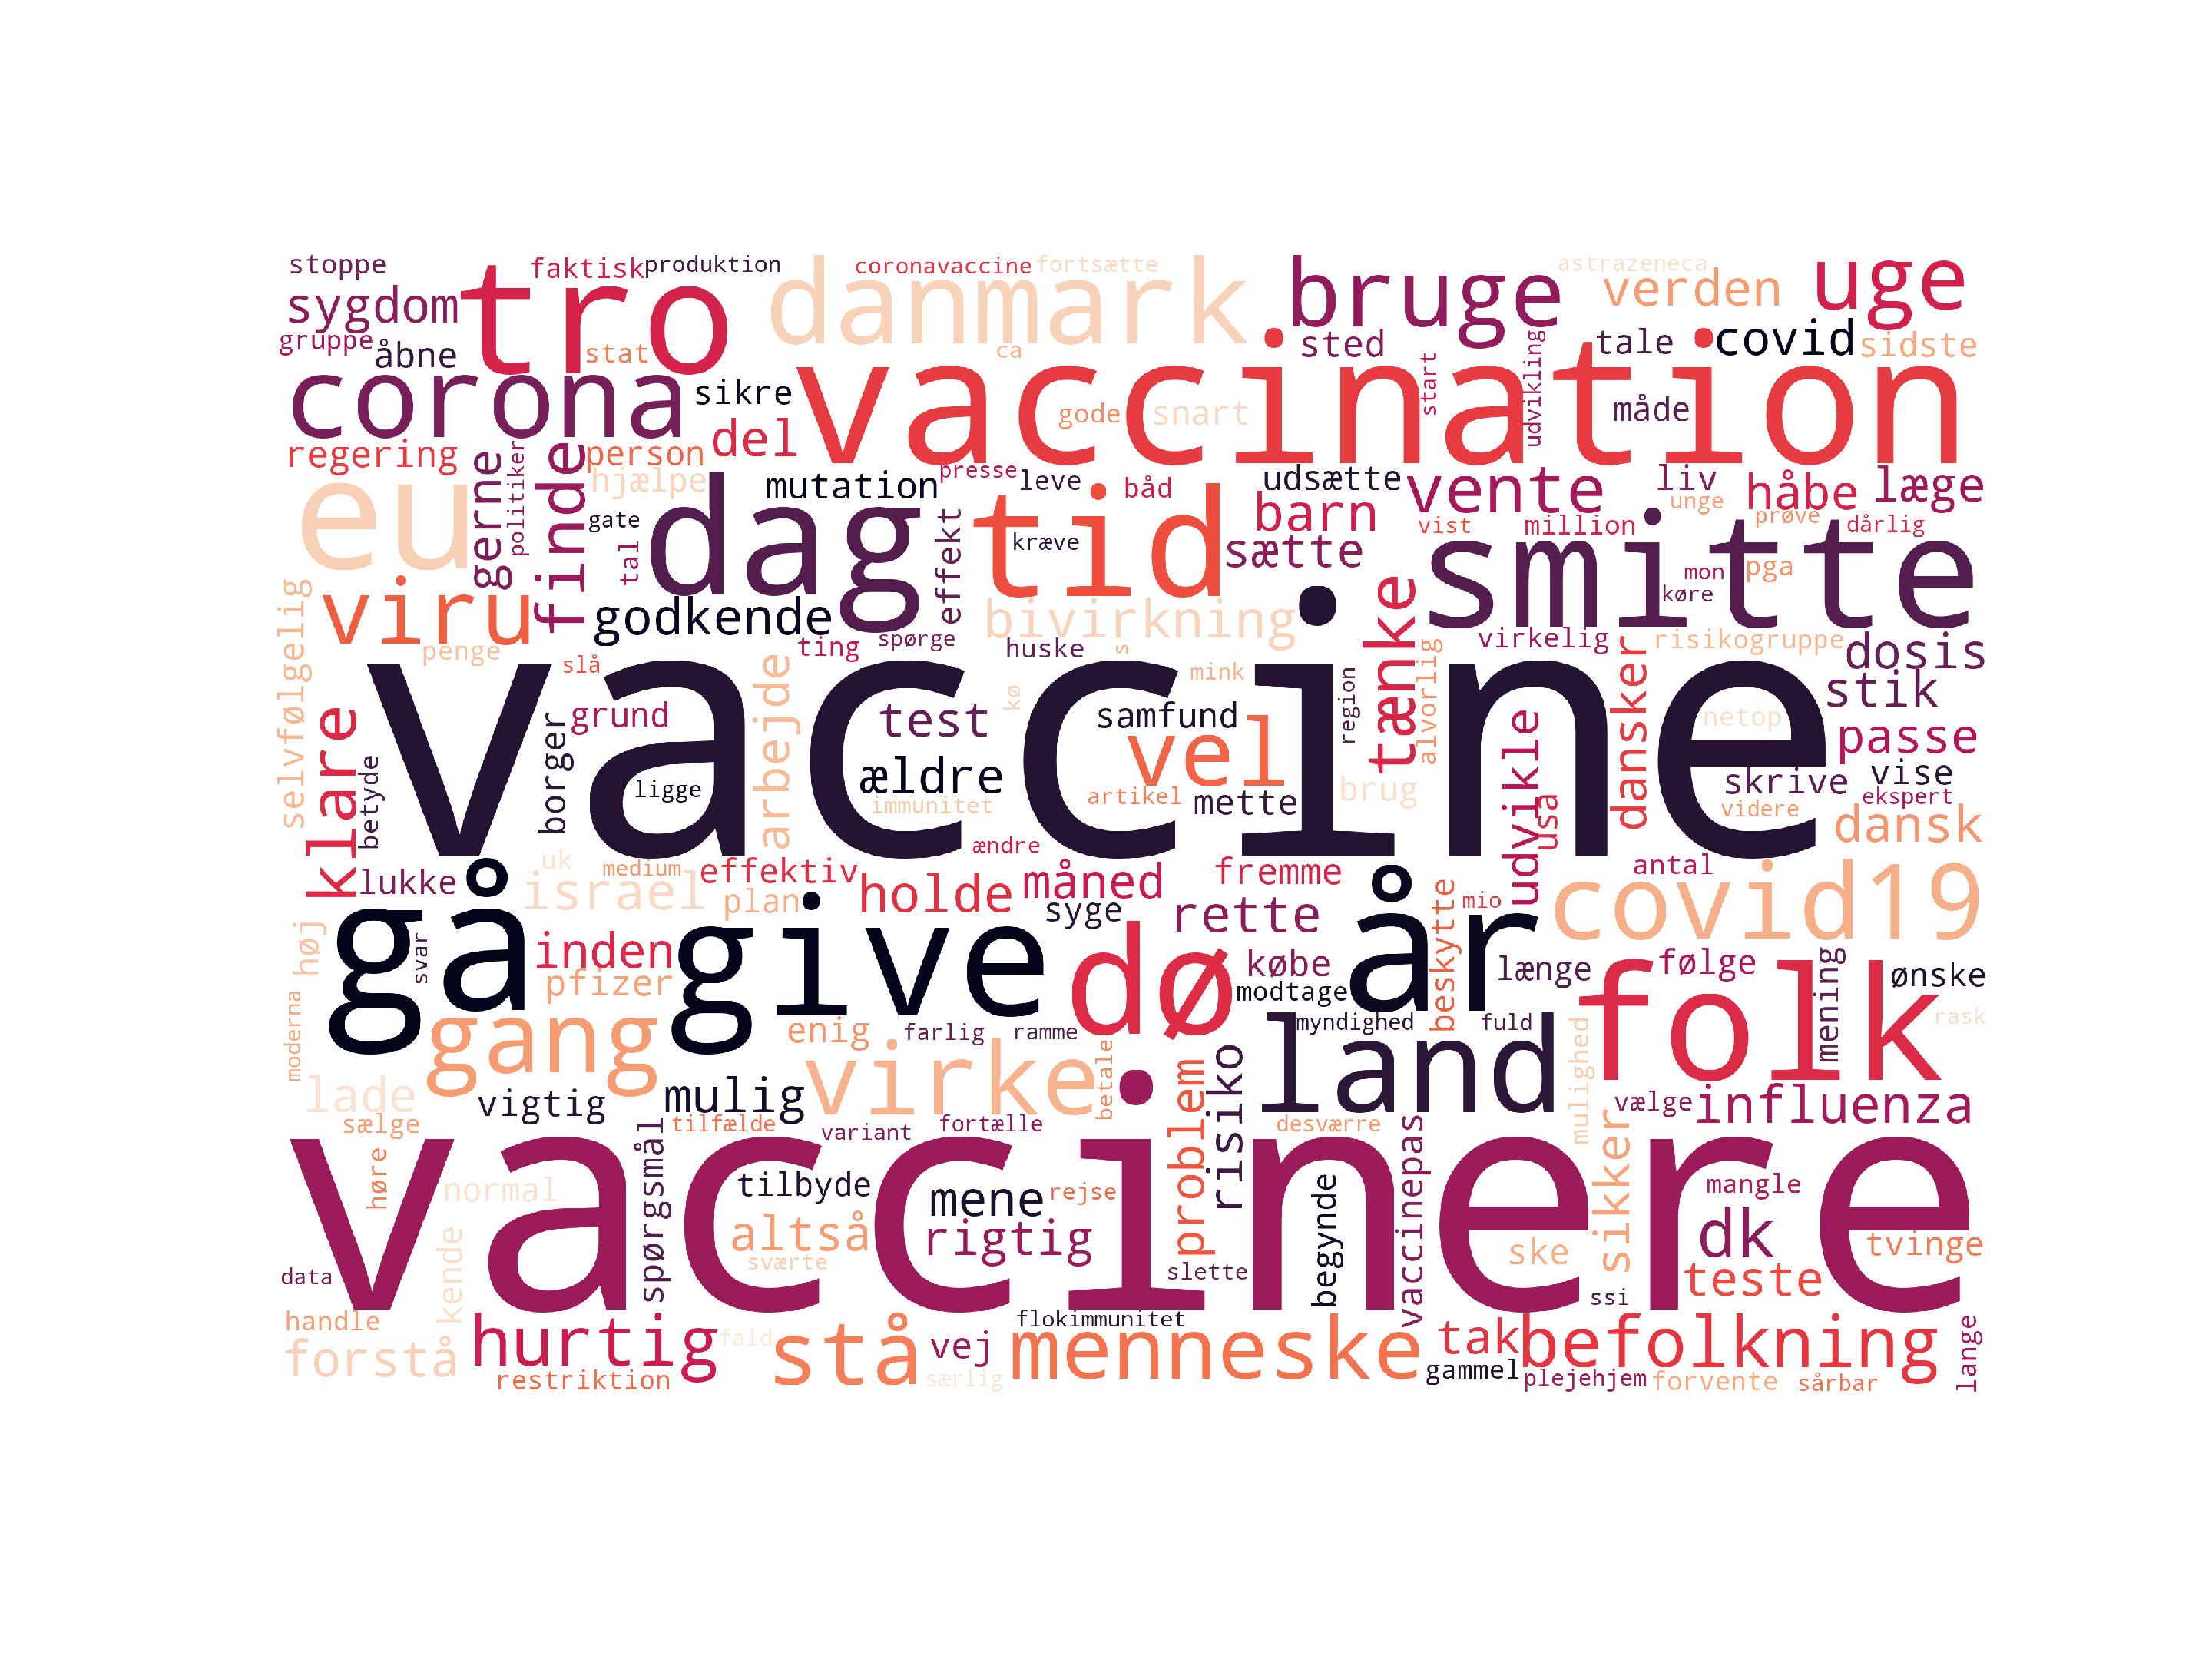 stoppe faktisk produktion coronavaccine fortsætte astrazeneca
sygdom tro danmark bruge verden uge
gruppe åbne stat ca sted udvikling tale covid sidste
corona sikre vaccination start måde
gode snart
regering gerne politiker finde person del
eu hjælpe mutation presse leve båd udsætte vente liv håbe læge
dag tid barn vist million unge prøve dårlig
gate tal effekt kræve sætte smitte
viru godkende bivirkning tænke mon pga køre
selvfølgelig penge slå ting spørge huske s mink virkelig risikogruppe dosis
vaccine
klare betyde borger grund arbejde test kø samfund region alvorlig dansker netop stik
ligge ældre vel udvikle passe
immunitet artikel mette brug usa skrive vise
videre ekspert
ændre dansk
lukke uk medium effektiv holde måned fremme antal
israel plan syge rette beskytte mio covid19
gå give dø år
høj svar inden købe længe følge mening ønske
moderna pfizer modtage
gang enig farlig ramme myndighed fuld folk rask
lade vigtig mulig virke betale problem risiko land mulighed vælge influenza
sælge tilfælde variant fortælle desværre
vaccinere
høre normal spørgsmål tilbyde mene rejse begynde vaccinepas sikker mangle
kende altså rigtig ske dk tvinge
data sværte slette ssi teste
handle flokimmunitet
forstå hurtig fald stå vej menneske tak befolkning lange
restriktion særlig gammel plejehjem forvente sårbar